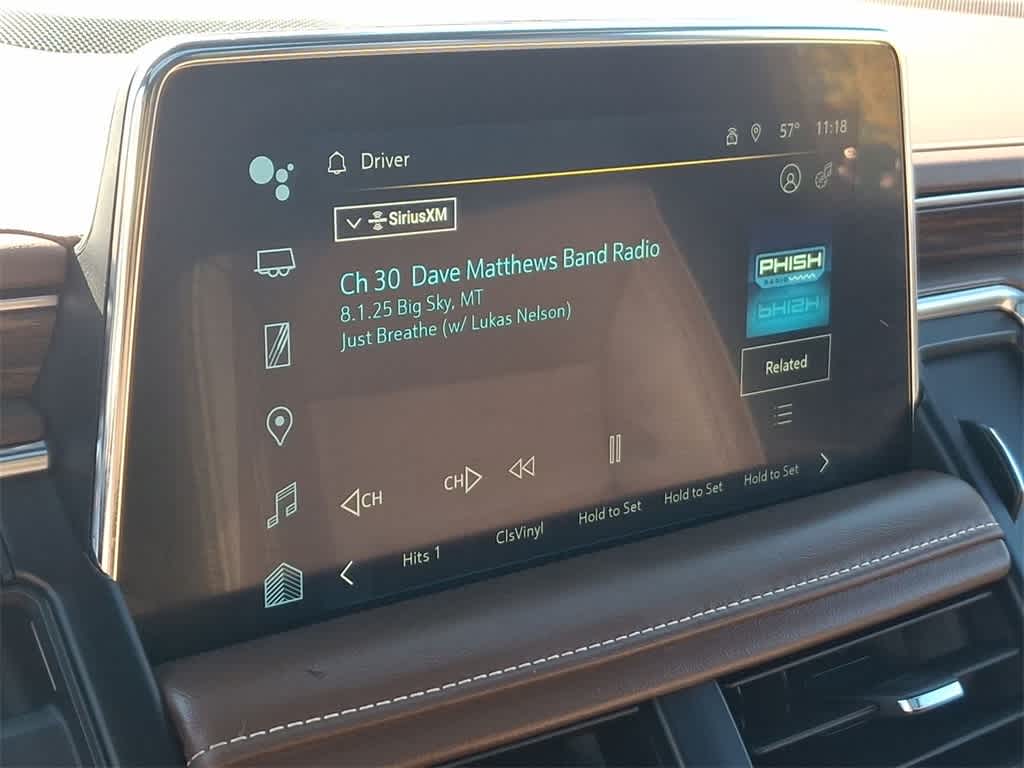 Driver
57° 11:18
SiriusXM
Ch 30 Dave Matthews Band Radio
8.1.25 Big Sky, MT
Just Breathe (w/ Lukas Nelson)
PHISH
RADIO
Related
CH
CH
Hits 1
ClsVinyl
Hold to Set
Hold to Set
Hold to Set